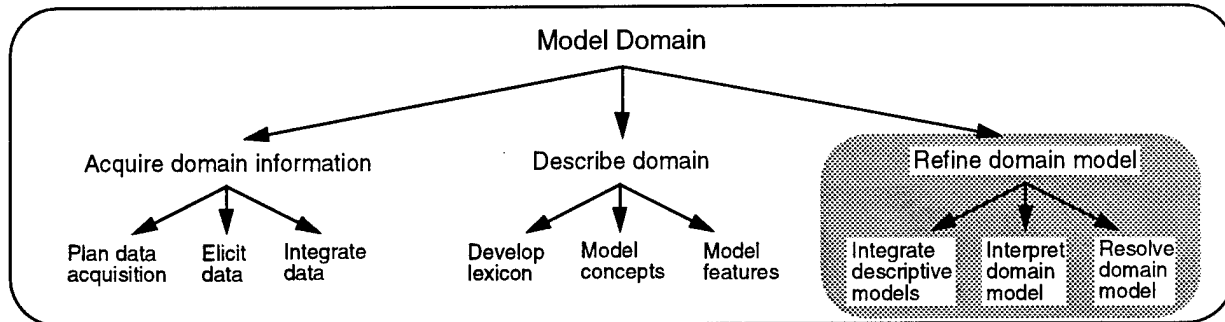 Model Domain
Acquire domain information
Describe domain
Refine domain model
Plan data
acquisition
Elicit
data
Integrate
data
Develop
lexicon
Model
concepts
Model
features
Integrate
descriptive
models
Interpret
domain
model
Resolve
domain
model